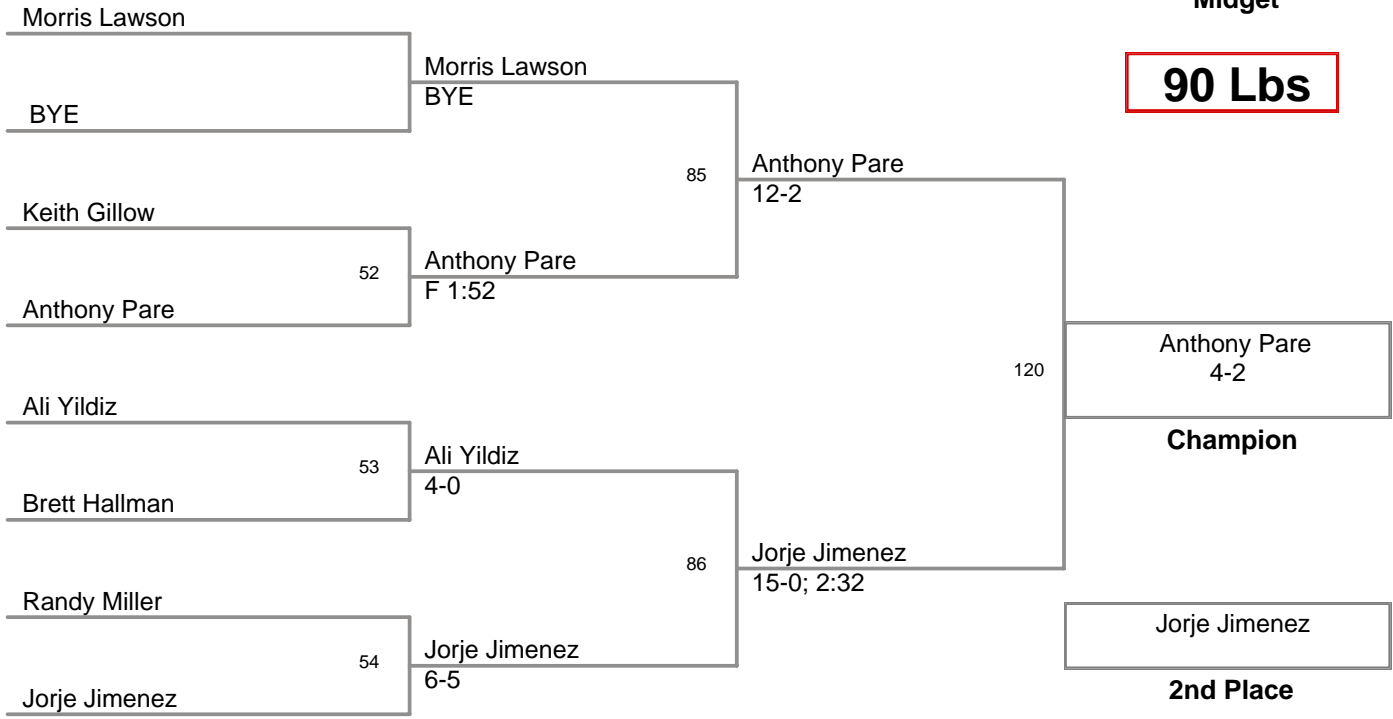 Midget
90 Lbs
Morris Lawson
BYE
Keith Gillow
52
Anthony Pare
Ali Yildiz
53
Brett Hallman
Randy Miller
54
Jorje Jimenez
Morris Lawson
BYE
85
Anthony Pare
F 1:52
Ali Yildiz
4-0
86
Jorje Jimenez
6-5
Anthony Pare
12-2
120
Jorje Jimenez
15-0; 2:32
Anthony Pare
4-2
Champion
Jorje Jimenez
2nd Place